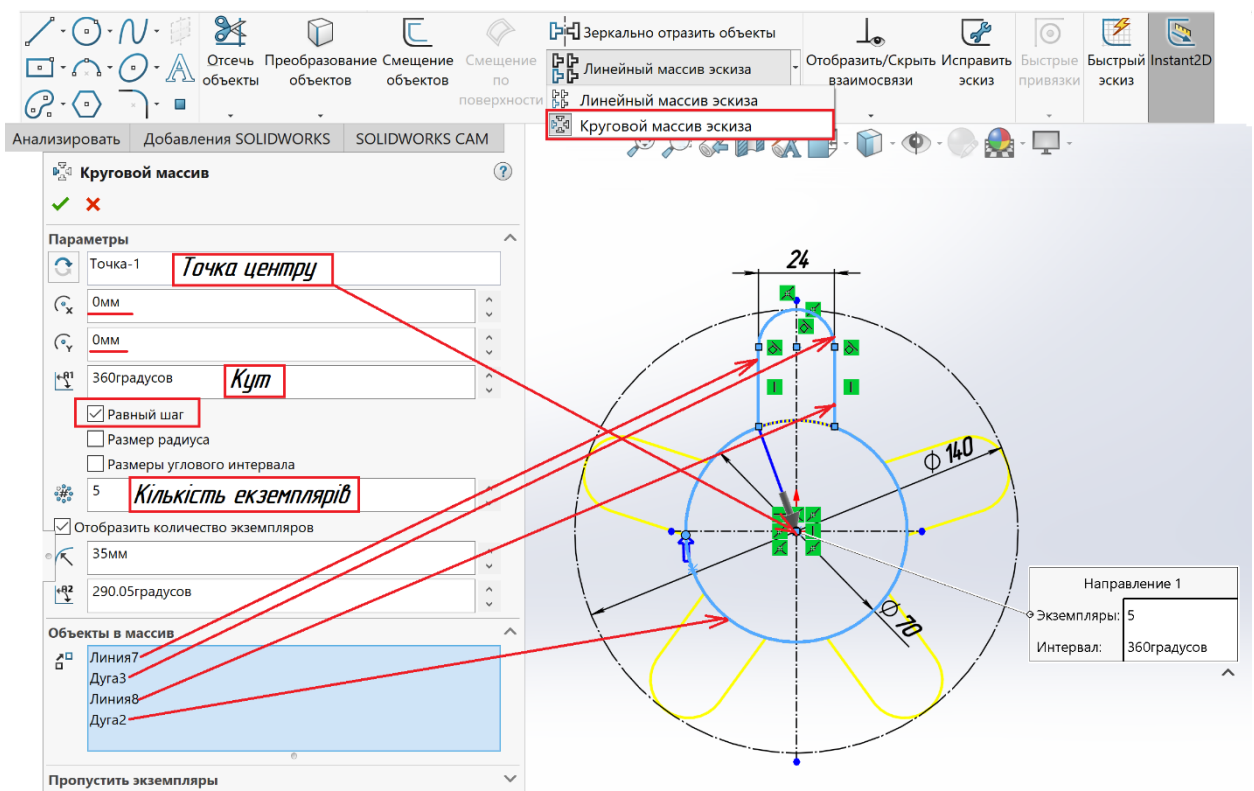 Зеркально отразить объекты
Отсечь объекты
Преобразование объектов
Смещение объектов
Смещение по поверхности
Линейный массив эскиза
Отобразить/Скрыть взаимосвязи
Исправить эскиз
Быстрые привязки
Быстрый эскиз
Instant2D
Линейный массив эскиза
Круговой массив эскиза
Анализировать
Добавления SOLIDWORKS
SOLIDWORKS CAM
Круговой массив
?
Параметры
Точка-1
Точка центру
X
0мм
Y
0мм
A1
360градусов
Кут
Равный шаг
Размер радиуса
Размеры углового интервала
#
5
Кількість екземплярів
Отобразить количество экземпляров
35мм
A2
290.05градусов
Объекты в массив
Линия7
Дуга3
Линия8
Дуга2
Пропустить экземпляры
24
∅ 140
∅ 70
Направление 1
Экземпляры: 5
Интервал: 360градусов